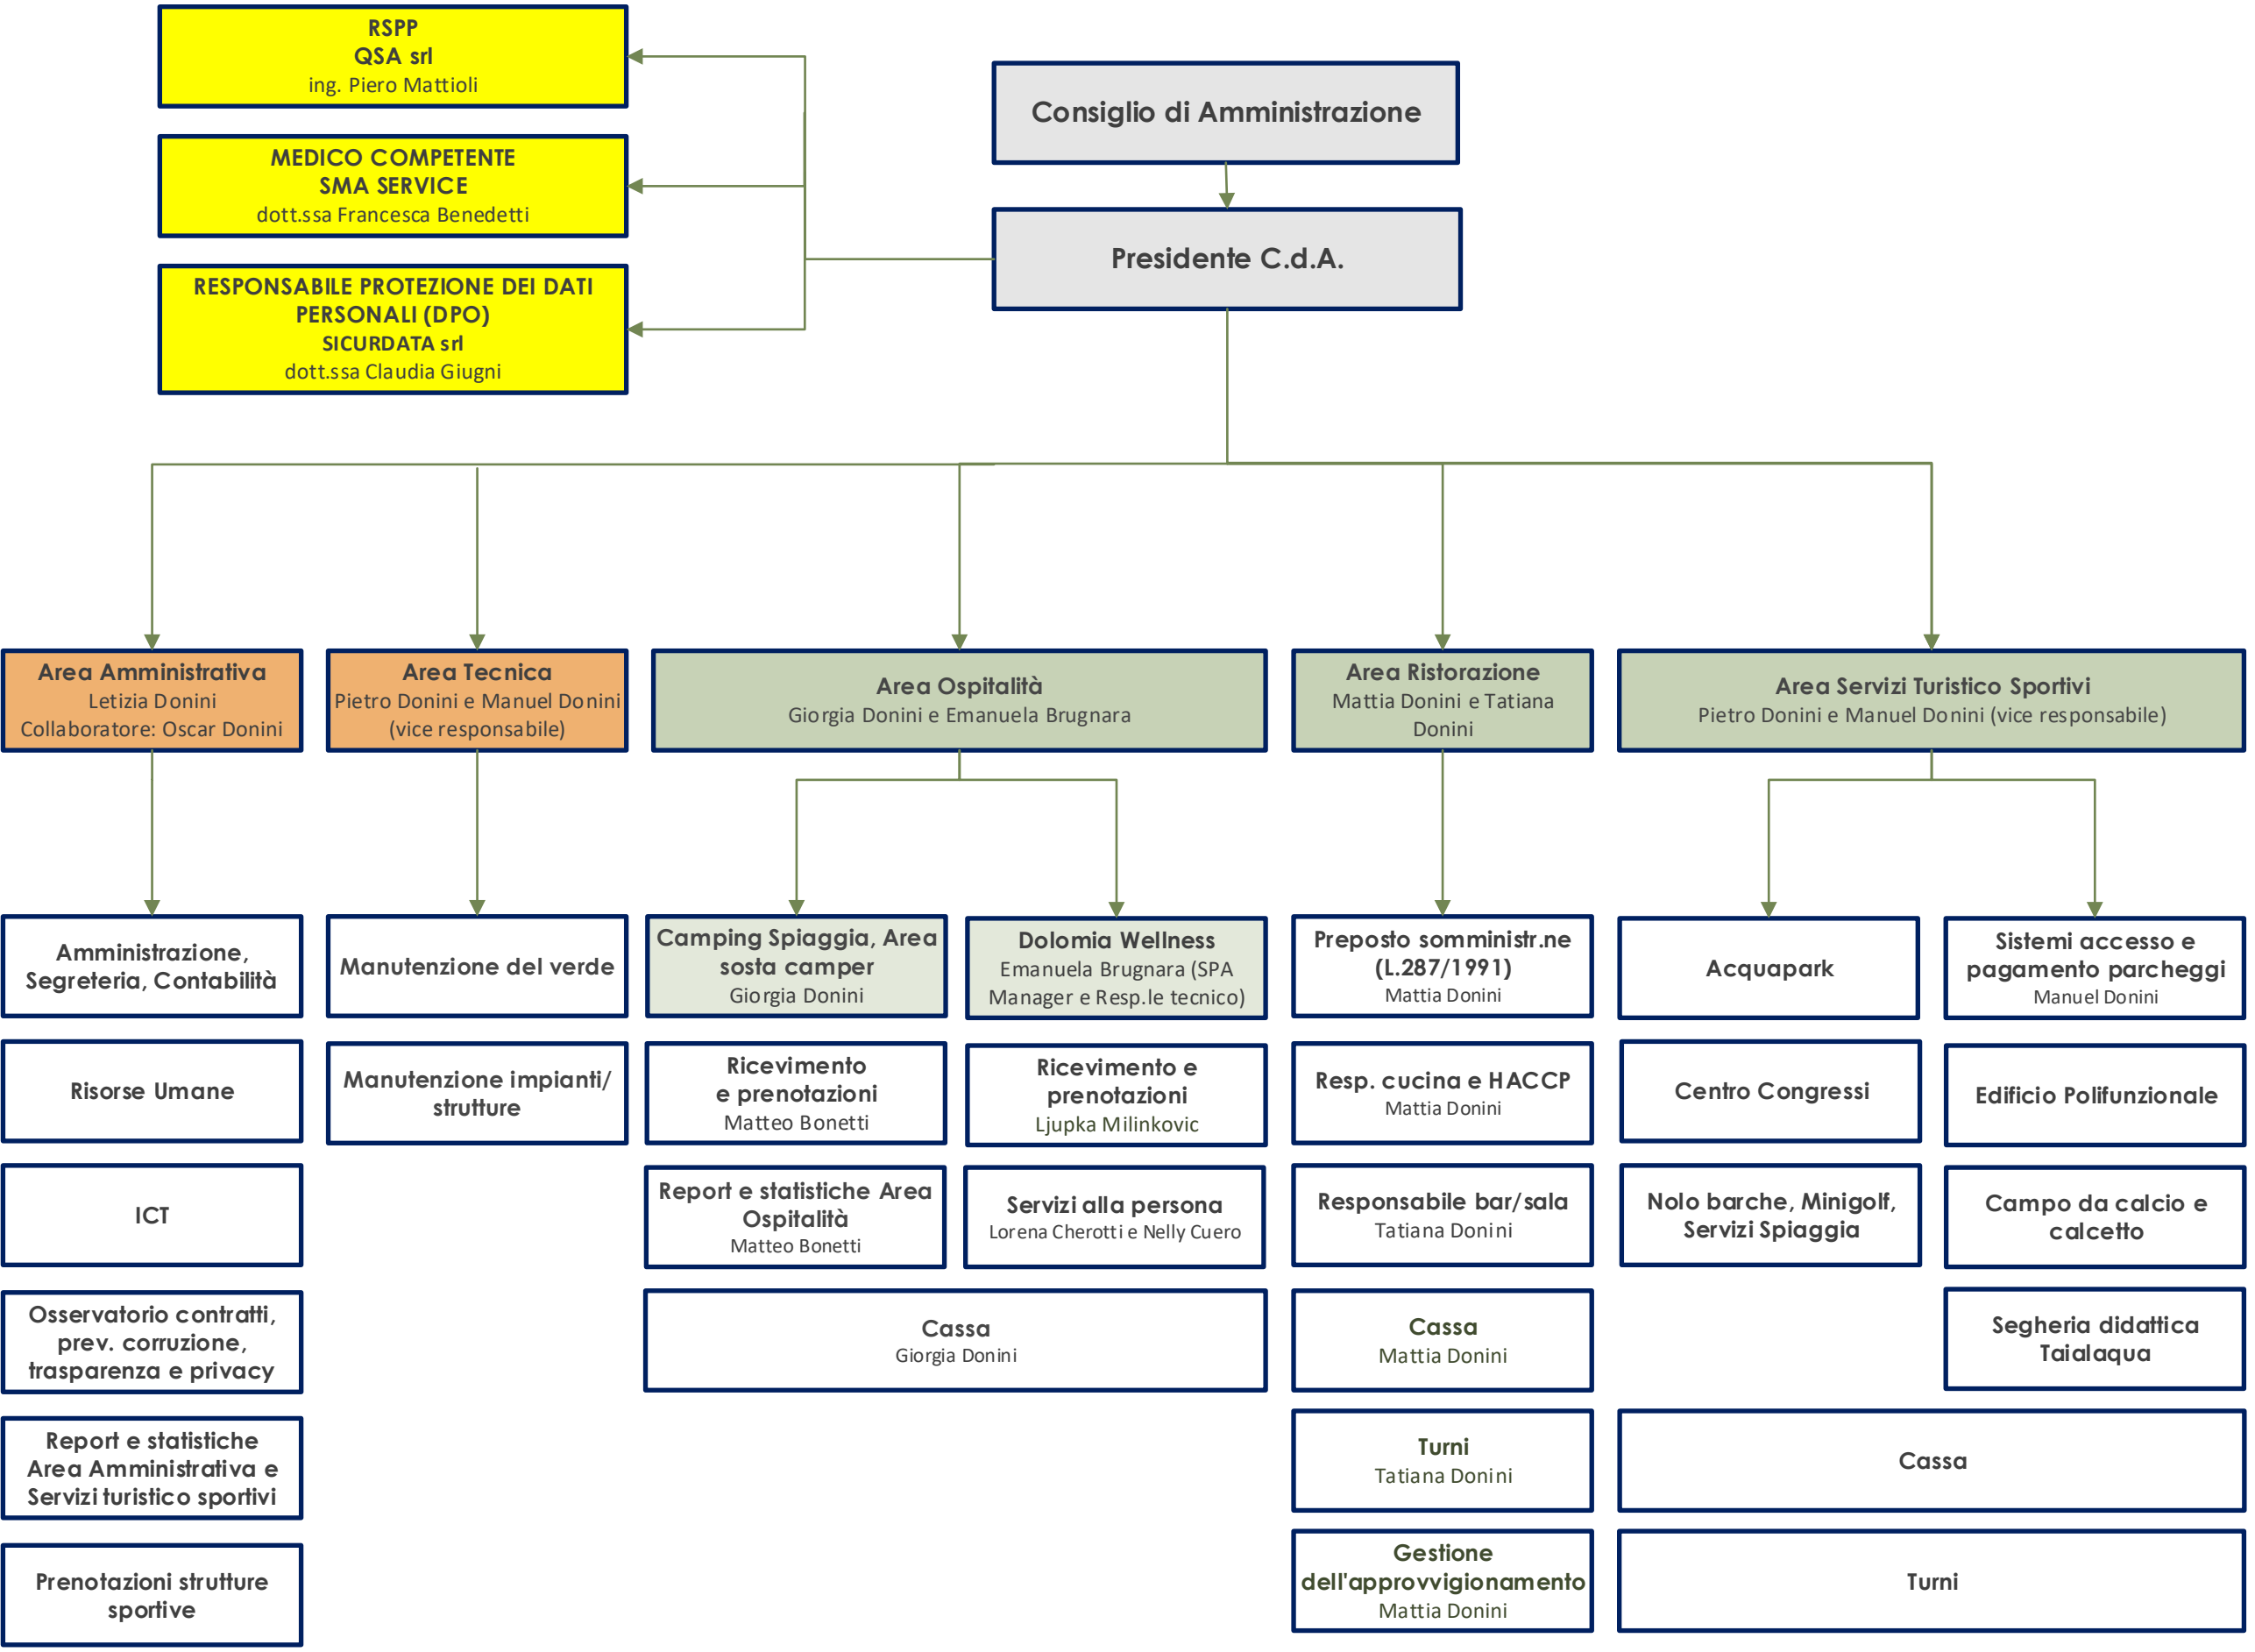 RSPP
QSA srl
ing. Piero Mattioli
MEDICO COMPETENTE
SMA SERVICE
dott.ssa Francesca Benedetti
RESPONSABILE PROTEZIONE DEI DATI
PERSONALI (DPO)
SICURDATA srl
dott.ssa Claudia Giugni
Consiglio di Amministrazione
Presidente C.d.A.
Area Amministrativa
Letizia Donini
Collaboratore: Oscar Donini
Area Tecnica
Pietro Donini e Manuel Donini
(vice responsabile)
Area Ospitalità
Giorgia Donini e Emanuela Brugnara
Area Ristorazione
Mattia Donini e Tatiana
Donini
Area Servizi Turistico Sportivi
Pietro Donini e Manuel Donini (vice responsabile)
Amministrazione,
Segreteria, Contabilità
Risorse Umane
ICT
Osservatorio contratti,
prev. corruzione,
trasparenza e privacy
Report e statistiche
Area Amministrativa e
Servizi turistico sportivi
Prenotazioni strutture
sportive
Manutenzione del verde
Manutenzione impianti/
strutture
Camping Spiaggia, Area
sosta camper
Giorgia Donini
Ricevimento
e prenotazioni
Matteo Bonetti
Report e statistiche Area
Ospitalità
Matteo Bonetti
Dolomia Wellness
Emanuela Brugnara (SPA
Manager e Resp.le tecnico)
Ricevimento e
prenotazioni
Ljupka Milinkovic
Servizi alla persona
Lorena Cherotti e Nelly Cuero
Cassa
Giorgia Donini
Preposto somministr.ne
(L.287/1991)
Mattia Donini
Resp. cucina e HACCP
Mattia Donini
Responsabile bar/sala
Tatiana Donini
Cassa
Mattia Donini
Turni
Tatiana Donini
Gestione
dell'approvvigionamento
Mattia Donini
Acquapark
Centro Congressi
Nolo barche, Minigolf,
Servizi Spiaggia
Sistemi accesso e
pagamento parcheggi
Manuel Donini
Edificio Polifunzionale
Campo da calcio e
calcetto
Segheria didattica
Taialaqua
Cassa
Turni